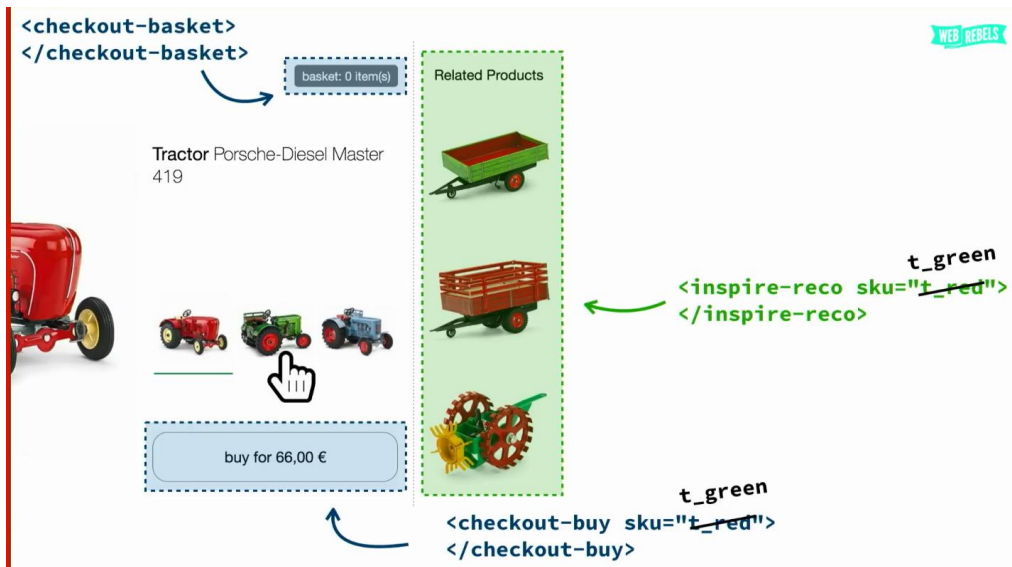 <checkout-basket>
</checkout-basket>
WEB REBELS
basket: 0 item(s)
Related Products
Tractor Porsche-Diesel Master
419
t_green
<inspire-reco sku="t_red">
</inspire-reco>
buy for 66,00 €
t_green
<checkout-buy sku="t_red">
</checkout-buy>